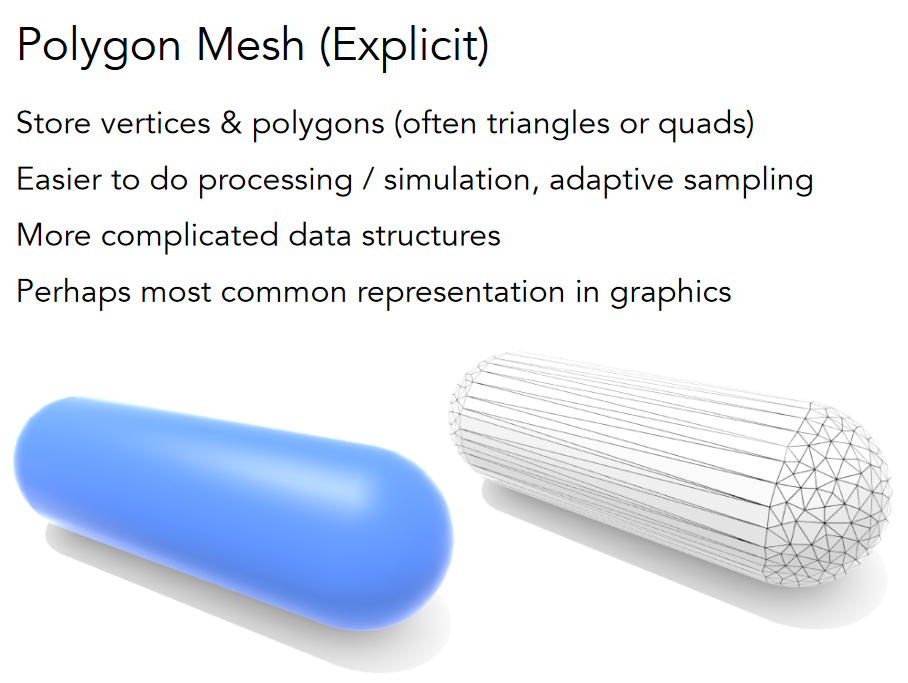 Polygon Mesh (Explicit)
Store vertices & polygons (often triangles or quads)
Easier to do processing / simulation, adaptive sampling
More complicated data structures
Perhaps most common representation in graphics